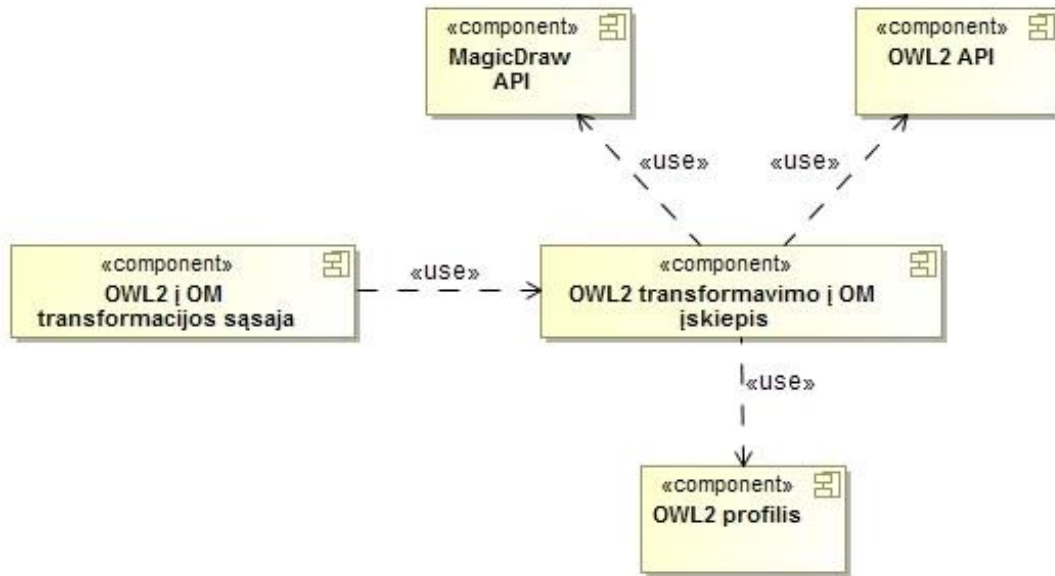 «component»
MagicDraw
API
«component»
OWL2 API
«use»
«use»
«component»
OWL2 į OM
transformacijos sąsaja
«use»
«component»
OWL2 transformavimo į OM
įskiepis
«use»
«component»
OWL2 profilis